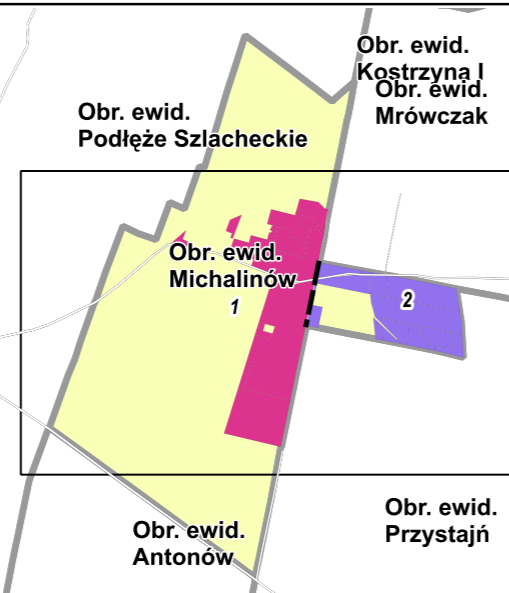 Obr. ewid.
Kostrzyna I
Obr. ewid.
Mrówczak
Obr. ewid.
Podłęże Szlacheckie
Obr. ewid.
Michalinów
1
2
Obr. ewid.
Przystajń
Obr. ewid.
Antonów